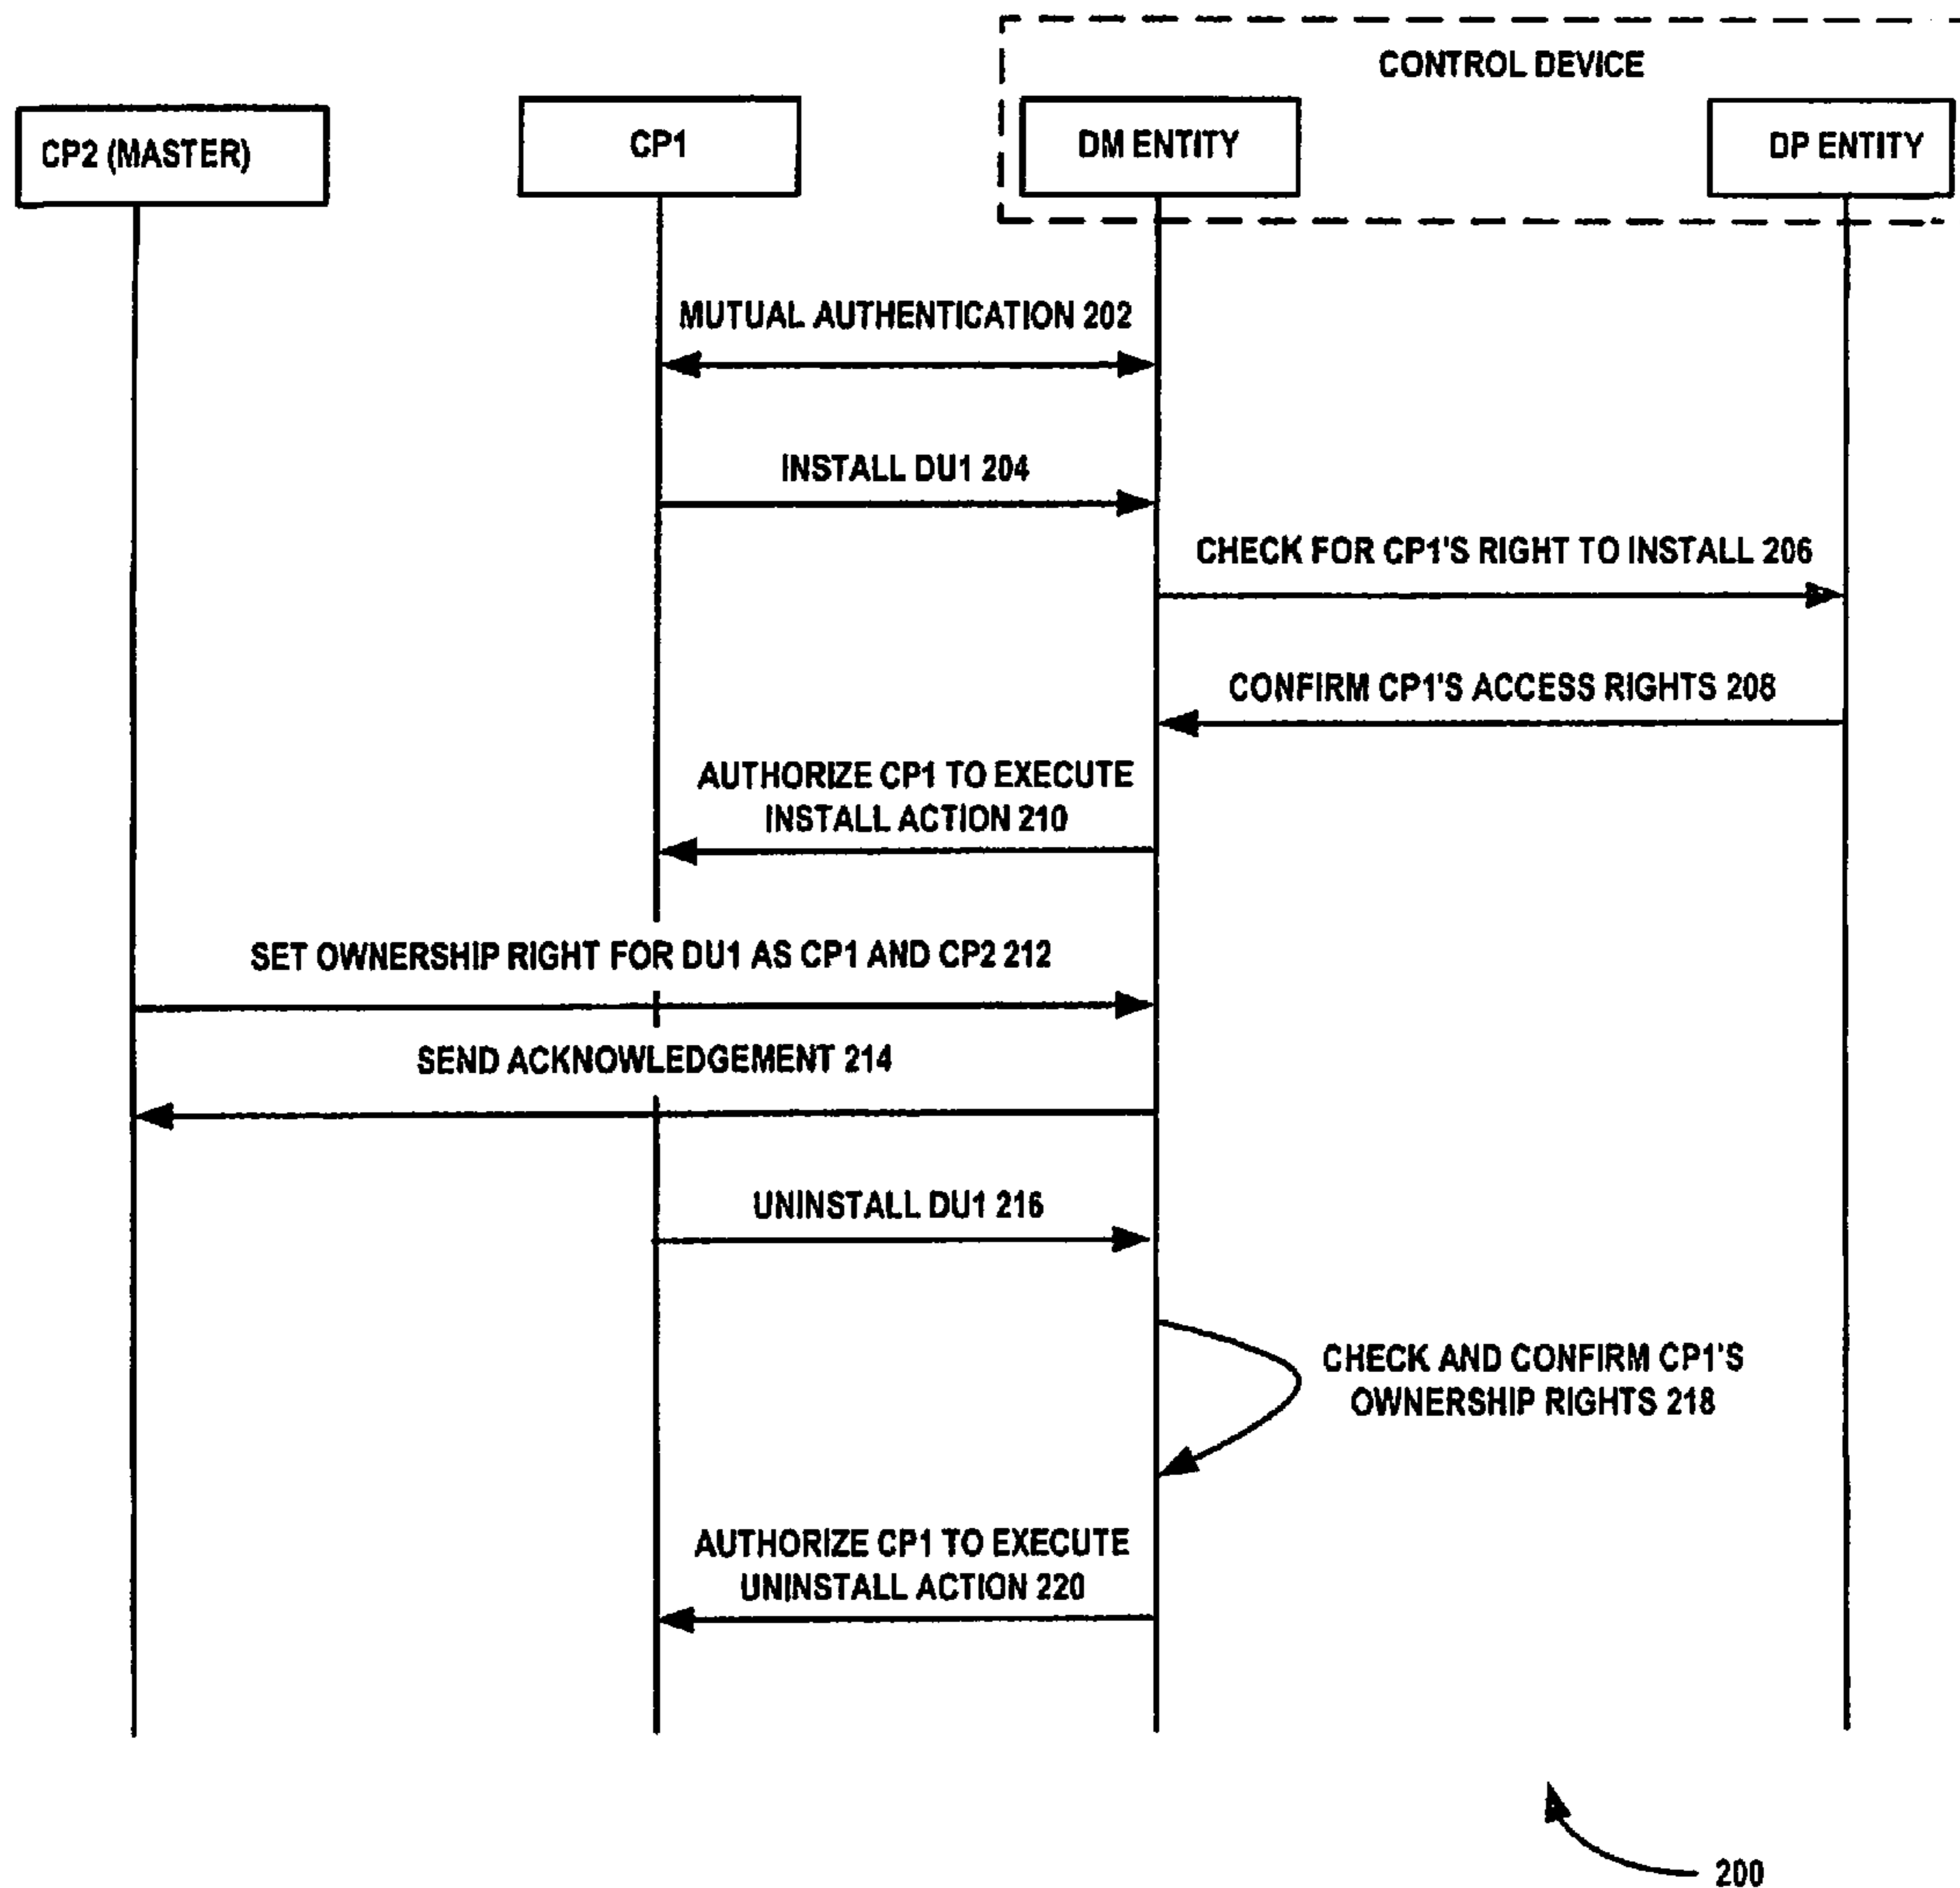 CONTROL DEVICE
CP2 (MASTER)
CP1
DM ENTITY
DP ENTITY
MUTUAL AUTHENTICATION 202
INSTALL DU1 204
CHECK FOR CP1'S RIGHT TO INSTALL 206
CONFIRM CP1'S ACCESS RIGHTS 208
AUTHORIZE CP1 TO EXECUTE
INSTALL ACTION 210
SET OWNERSHIP RIGHT FOR DU1 AS CP1 AND CP2 212
SEND ACKNOWLEDGEMENT 214
UNINSTALL DU1 216
CHECK AND CONFIRM CP1'S
OWNERSHIP RIGHTS 218
AUTHORIZE CP1 TO EXECUTE
UNINSTALL ACTION 220
200